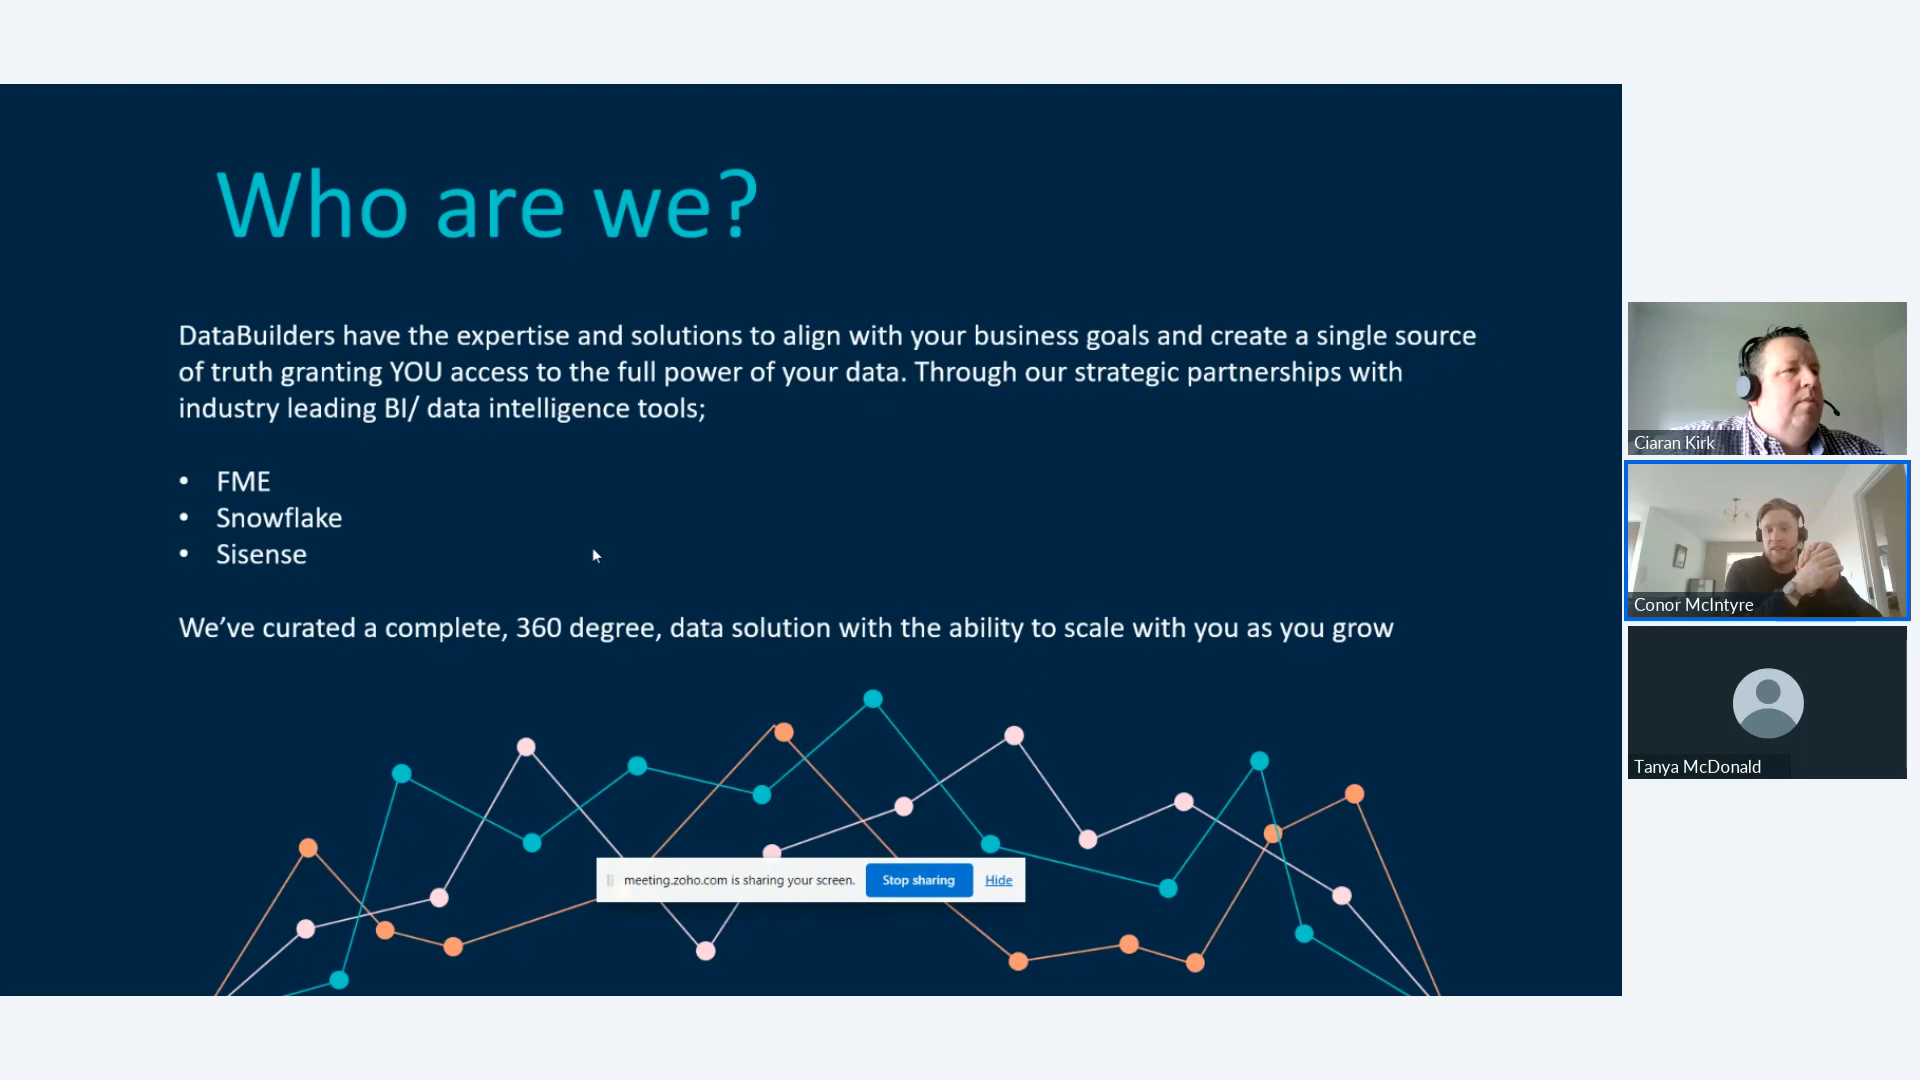 Who are we?
DataBuilders have the expertise and solutions to align with your business goals and create a single source
of truth granting YOU access to the full power of your data. Through our strategic partnerships with
industry leading BI/ data intelligence tools;
• FME
• Snowflake
• Sisense
We’ve curated a complete, 360 degree, data solution with the ability to scale with you as you grow
meeting.zoho.com is sharing your screen. Stop sharing Hide
Ciaran Kirk
Conor McIntyre
Tanya McDonald